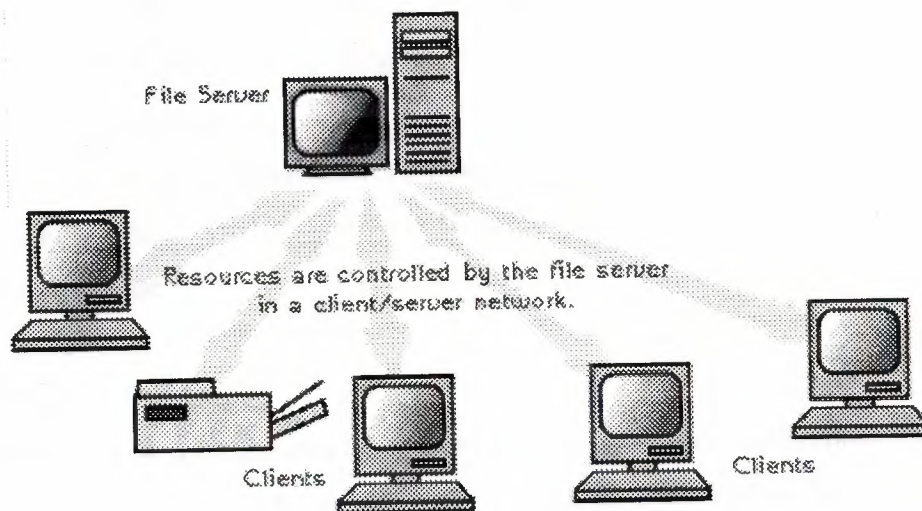 File Server
Resources are controlled by the file server
in a client/server network.
Clients
Clients